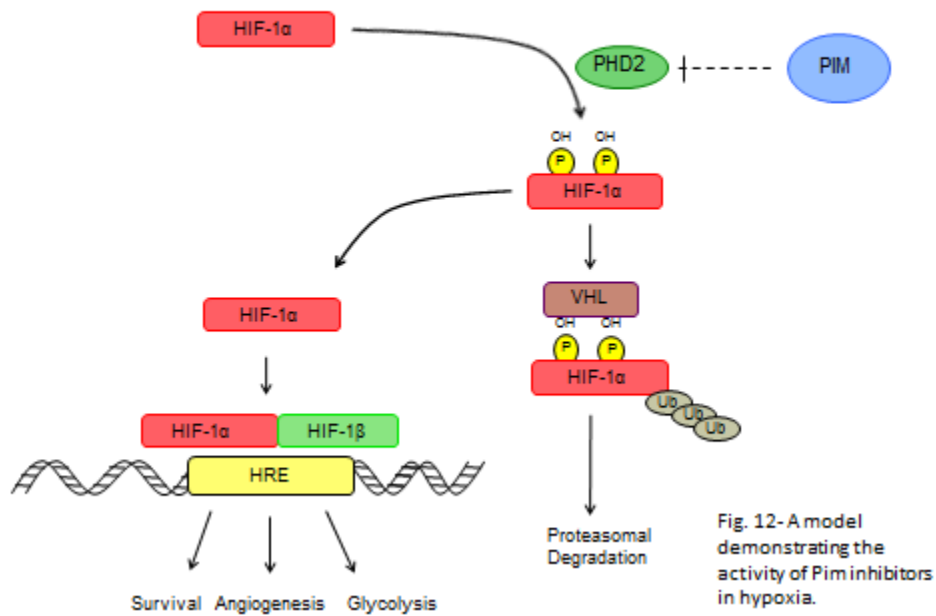 HIF-1α
PHD2
PIM
OH OH
P P
HIF-1α
VHL
OH OH
P P
HIF-1α
HIF-1α
Ub
Ub
Ub
HIF-1α HIF-1β
HRE
Proteasomal
Degradation
Survival Angiogenesis Glycolysis
Fig. 12- A model
demonstrating the
activity of Pim inhibitors
in hypoxia.